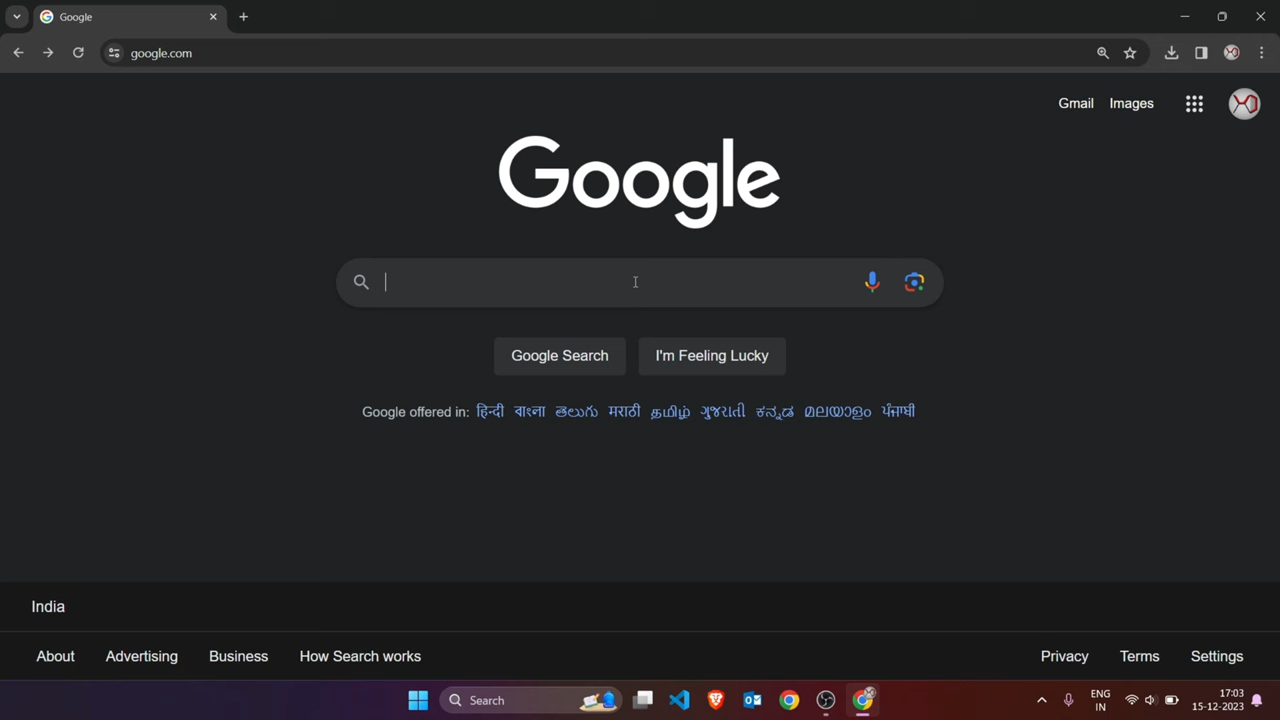 Google
google.com
Gmail Images
Google
Google Search I'm Feeling Lucky
Google offered in: हिन्दी বাংলা తెలుగు मराठी தமிழ் ગુજરાતી ಕನ್ನಡ മലയാളം ਪੰਜਾਬੀ
India
About Advertising Business How Search works Privacy Terms Settings
Search ENG 17:03
IN 15-12-2023